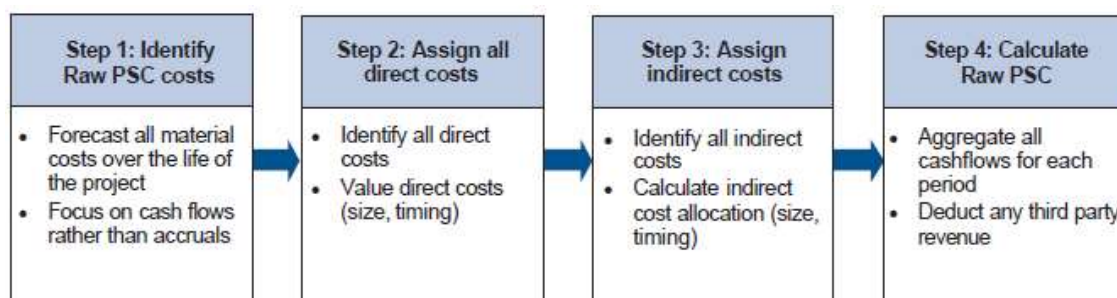 Step 1: Identify
Raw PSC costs
• Forecast all material
costs over the life of
the project
• Focus on cash flows
rather than accruals
Step 2: Assign all
direct costs
• Identify all direct
costs
• Value direct costs
(size, timing)
Step 3: Assign
indirect costs
• Identify all indirect
costs
• Calculate indirect
cost allocation (size,
timing)
Step 4: Calculate
Raw PSC
• Aggregate all
cashflows for each
period
• Deduct any third party
revenue